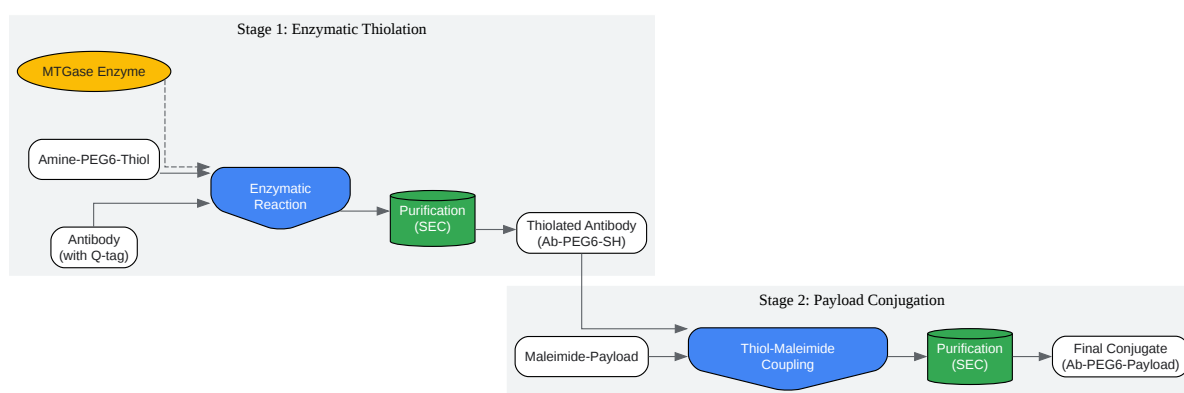 Stage 1: Enzymatic Thiolation
MTGase Enzyme
Amine-PEG6-Thiol
Enzymatic
Reaction
Purification
(SEC)
Thiolated Antibody
(Ab-PEG6-SH)
Antibody
(with Q-tag)
Stage 2: Payload Conjugation
Maleimide-Payload
Thiol-Maleimide
Coupling
Purification
(SEC)
Final Conjugate
(Ab-PEG6-Payload)